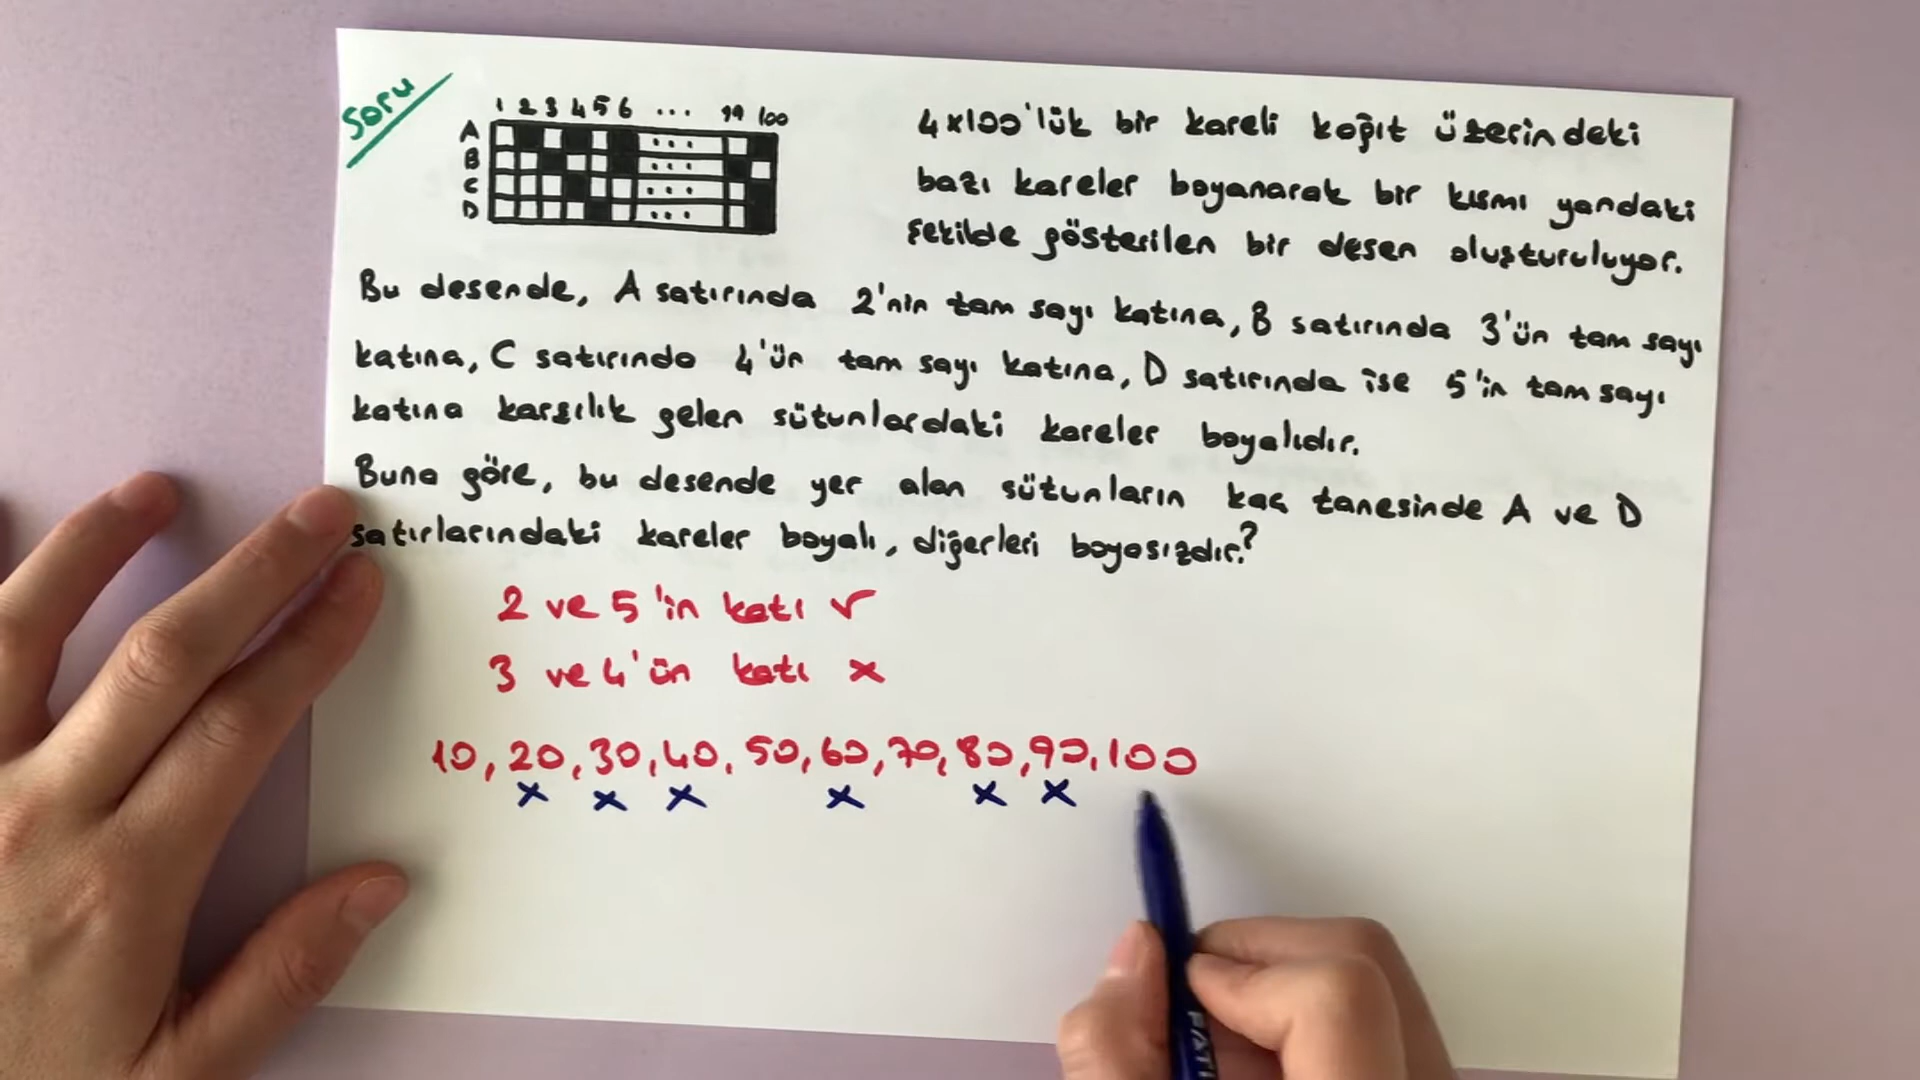 Soru
1 2 3 4 5 6 ... 99 100
A
B
C
D
4x100'lük bir kareli kağıt üzerindeki
bazı kareler boyanarak bir kısmı yandaki
şekilde gösterilen bir desen oluşturuluyor.
Bu desende, A satırında 2'nin tam sayı katına, B satırında 3'ün tam sayı
katına, C satırında 4'ün tam sayı katına, D satırında ise 5'in tam sayı
katına karşılık gelen sütunlardaki kareler boyalıdır.
Buna göre, bu desende yer alan sütunların kaç tanesinde A ve D
satırlarındaki kareler boyalı, diğerleri boyasızdır?
2 ve 5'in katı ✓
3 ve 4'ün katı x
10, 20, 30, 40, 50, 60, 70, 80, 90, 100
x x x x x x